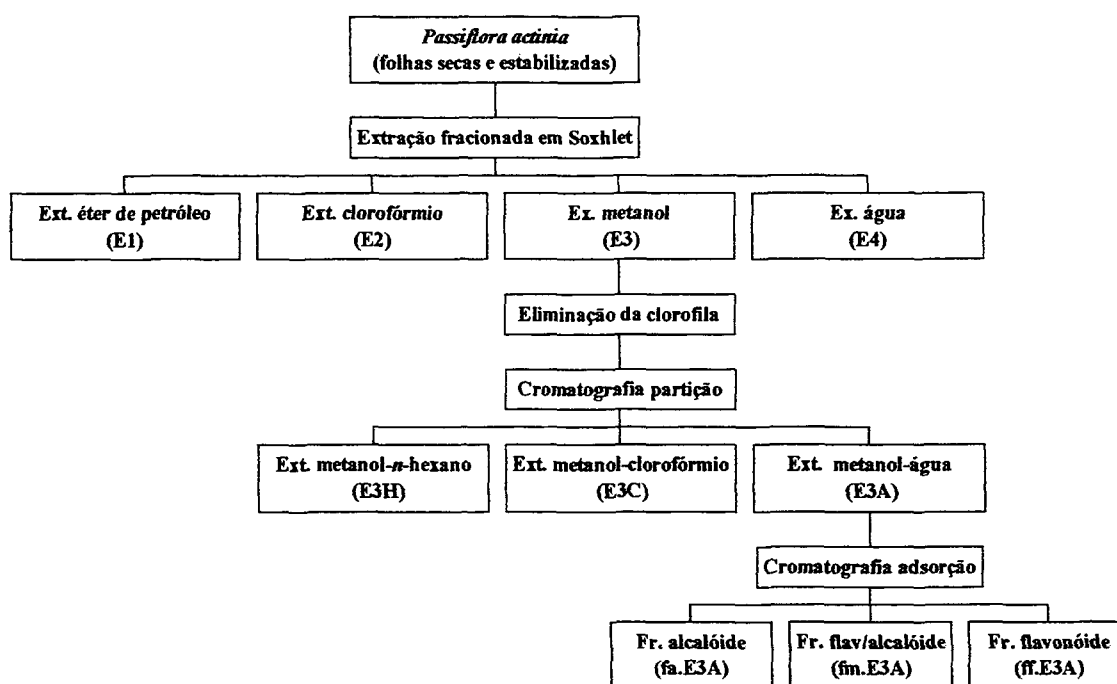 Passiflora actinia
(folhas secas e estabilizadas)
Extração fracionada em Soxhlet
Ext. éter de petróleo
(E1)
Ext. clorofórmio
(E2)
Ex. metanol
(E3)
Ex. água
(E4)
Eliminação da clorofila
Cromatografia partição
Ext. metanol-n-hexano
(E3H)
Ext. metanol-clorofórmio
(E3C)
Ext. metanol-água
(E3A)
Cromatografia adsorção
Fr. alcalóide
(fa.E3A)
Fr. flav/alcalóide
(fm.E3A)
Fr. flavonóide
(ff.E3A)